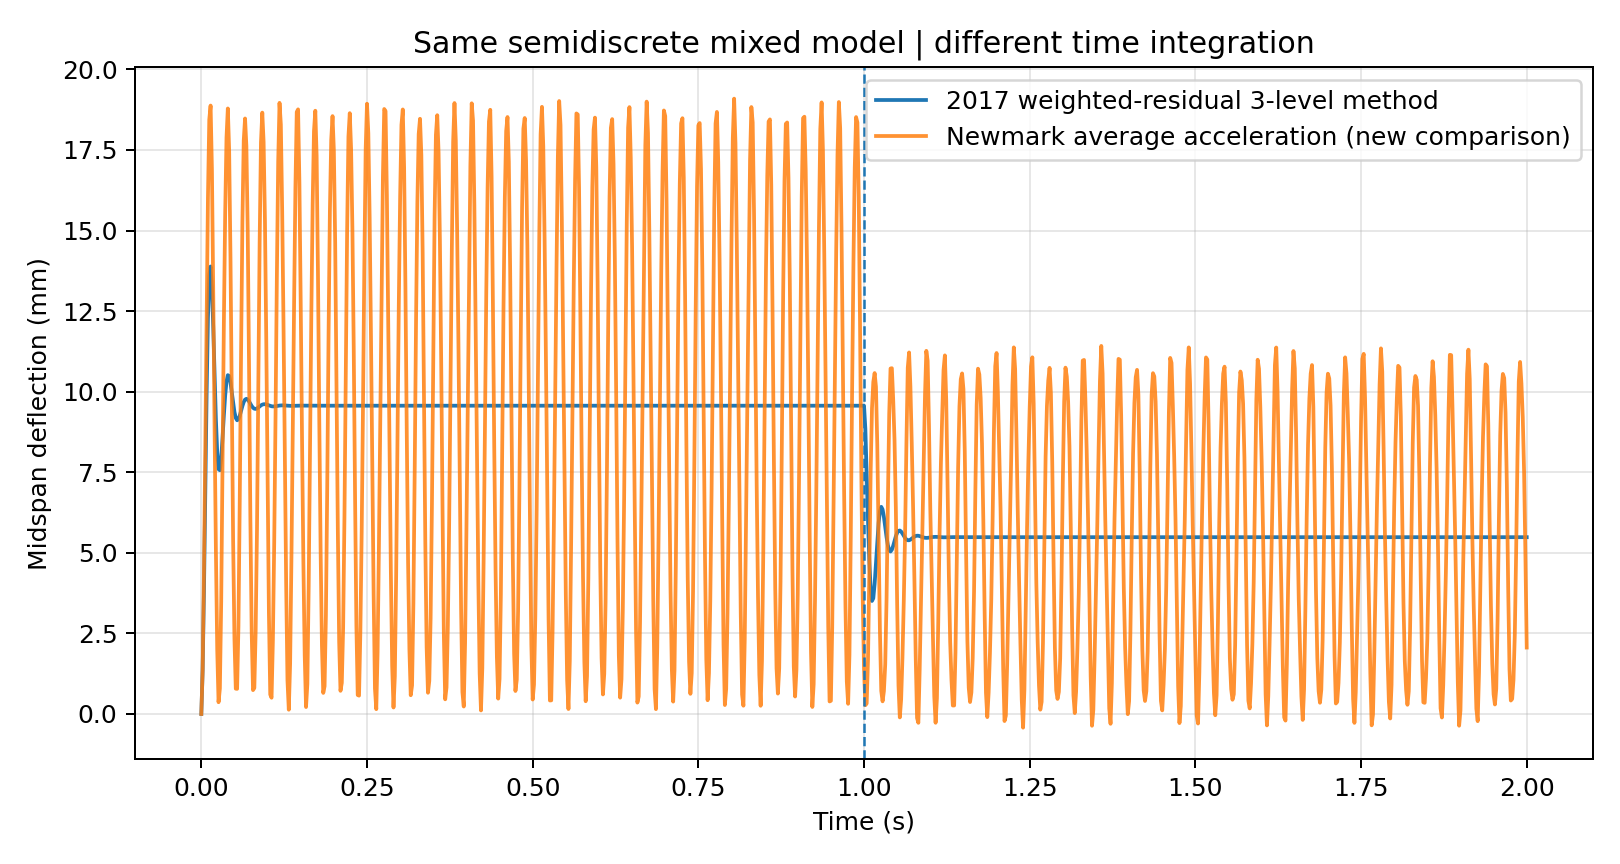 Same semidiscrete mixed model | different time integration
2017 weighted-residual 3-level method
Newmark average acceleration (new comparison)
Midspan deflection (mm)
20.0
17.5
15.0
12.5
10.0
7.5
5.0
2.5
0.0
0.00 0.25 0.50 0.75 1.00 1.25 1.50 1.75 2.00
Time (s)